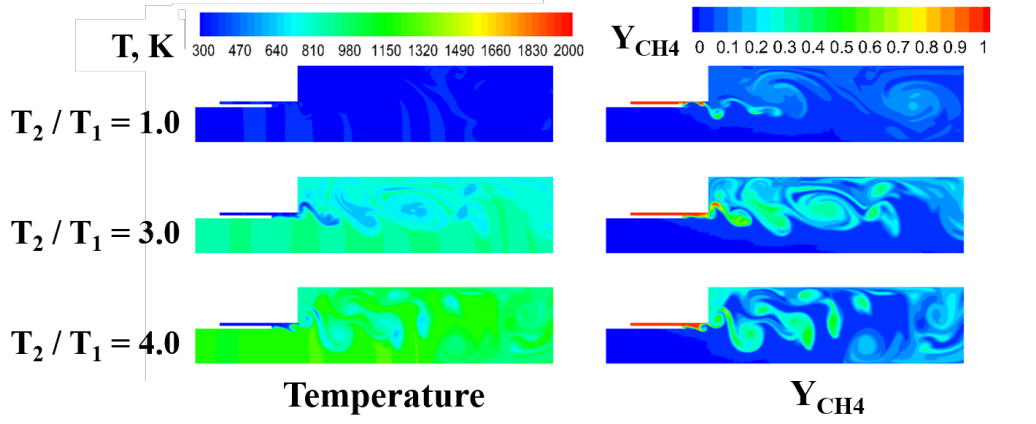 T, K
300 470 640 810 980 1150 1320 1490 1660 1830 2000
Y_CH4
0 0.1 0.2 0.3 0.4 0.5 0.6 0.7 0.8 0.9 1
T₂ / T₁ = 1.0
T₂ / T₁ = 3.0
T₂ / T₁ = 4.0
Temperature
Y_CH4